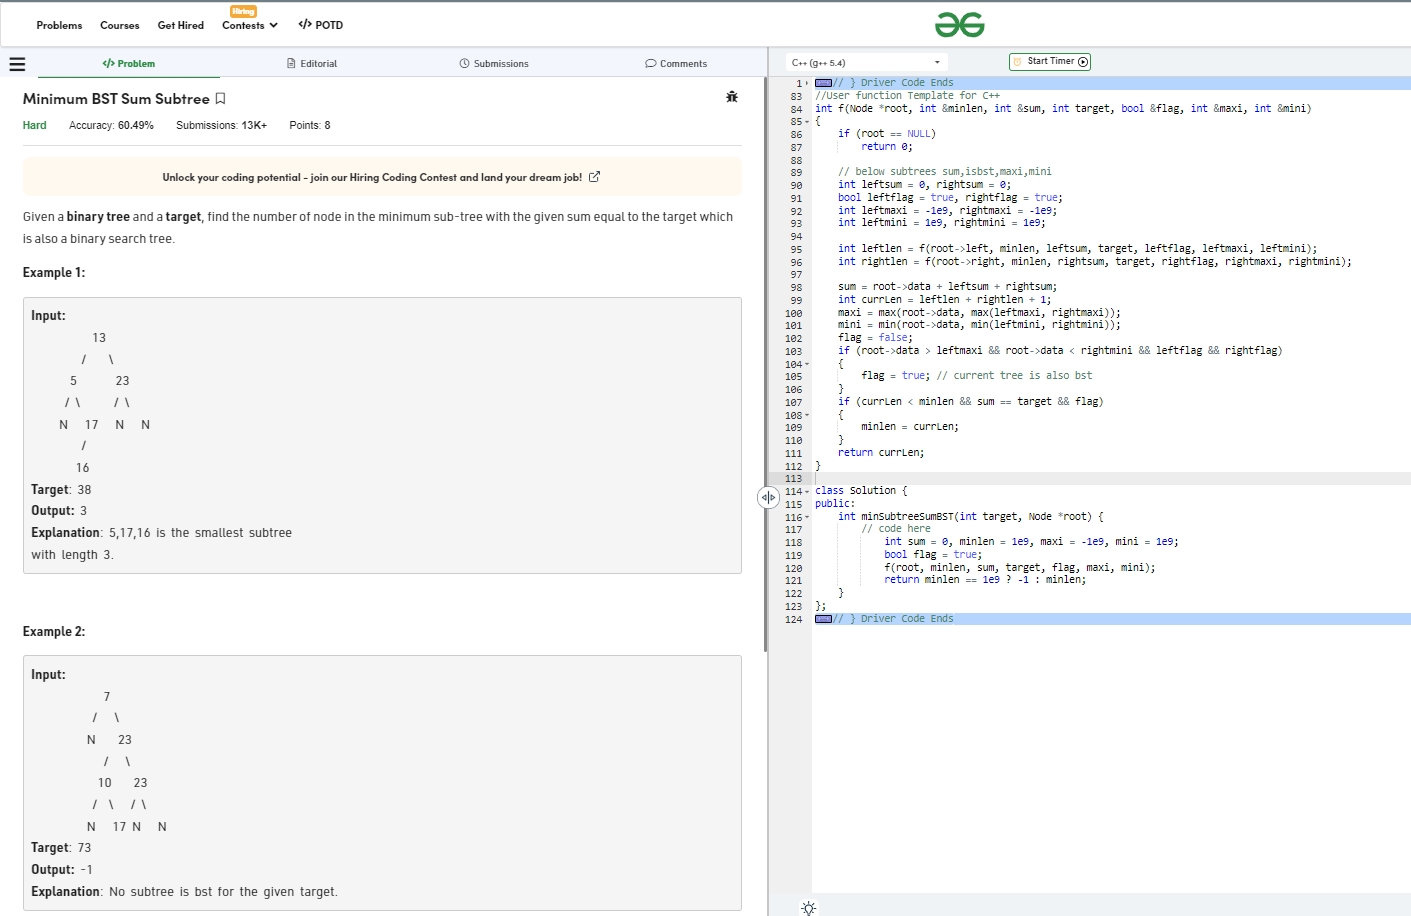 Problems Courses Get Hired Hiring Contests </> POTD
</> Problem Editorial Submissions Comments
Minimum BST Sum Subtree
Hard Accuracy: 60.49% Submissions: 13K+ Points: 8
Unlock your coding potential - join our Hiring Coding Contest and land your dream job!
Given a binary tree and a target, find the number of node in the minimum sub-tree with the given sum equal to the target which
is also a binary search tree.
Example 1:
Input:
13
/ \
5 23
/ \ / \
N 17 N N
/
16
Target: 38
Output: 3
Explanation: 5,17,16 is the smallest subtree
with length 3.
Example 2:
Input:
7
/ \
N 23
/ \
10 23
/ \ / \
N 17 N N
Target: 73
Output: -1
Explanation: No subtree is bst for the given target.
C++ (g++ 5.4) Start Timer
1 // } Driver Code Ends
83 //User function Template for C++
84 int f(Node *root, int &minlen, int &sum, int target, bool &flag, int &maxi, int &mini)
85 {
86 if (root == NULL)
87 return 0;
88
89 // below subtrees sum,isbst,maxi,mini
90 int leftsum = 0, rightsum = 0;
91 bool leftflag = true, rightflag = true;
92 int leftmaxi = -1e9, rightmaxi = -1e9;
93 int leftmini = 1e9, rightmini = 1e9;
94
95 int leftlen = f(root->left, minlen, leftsum, target, leftflag, leftmaxi, leftmini);
96 int rightlen = f(root->right, minlen, rightsum, target, rightflag, rightmaxi, rightmini);
97
98 sum = root->data + leftsum + rightsum;
99 int currLen = leftlen + rightlen + 1;
100 maxi = max(root->data, max(leftmaxi, rightmaxi));
101 mini = min(root->data, min(leftmini, rightmini));
102 flag = false;
103 if (root->data > leftmaxi && root->data < rightmini && leftflag && rightflag)
104 {
105 flag = true; // current tree is also bst
106 }
107 if (currLen < minlen && sum == target && flag)
108 {
109 minlen = currLen;
110 }
111 return currLen;
112 }
113
114 class Solution {
115 public:
116 int minSubtreeSumBST(int target, Node *root) {
117 // code here
118 int sum = 0, minlen = 1e9, maxi = -1e9, mini = 1e9;
119 bool flag = true;
120 f(root, minlen, sum, target, flag, maxi, mini);
121 return minlen == 1e9 ? -1 : minlen;
122 }
123 };
124 // } Driver Code Ends